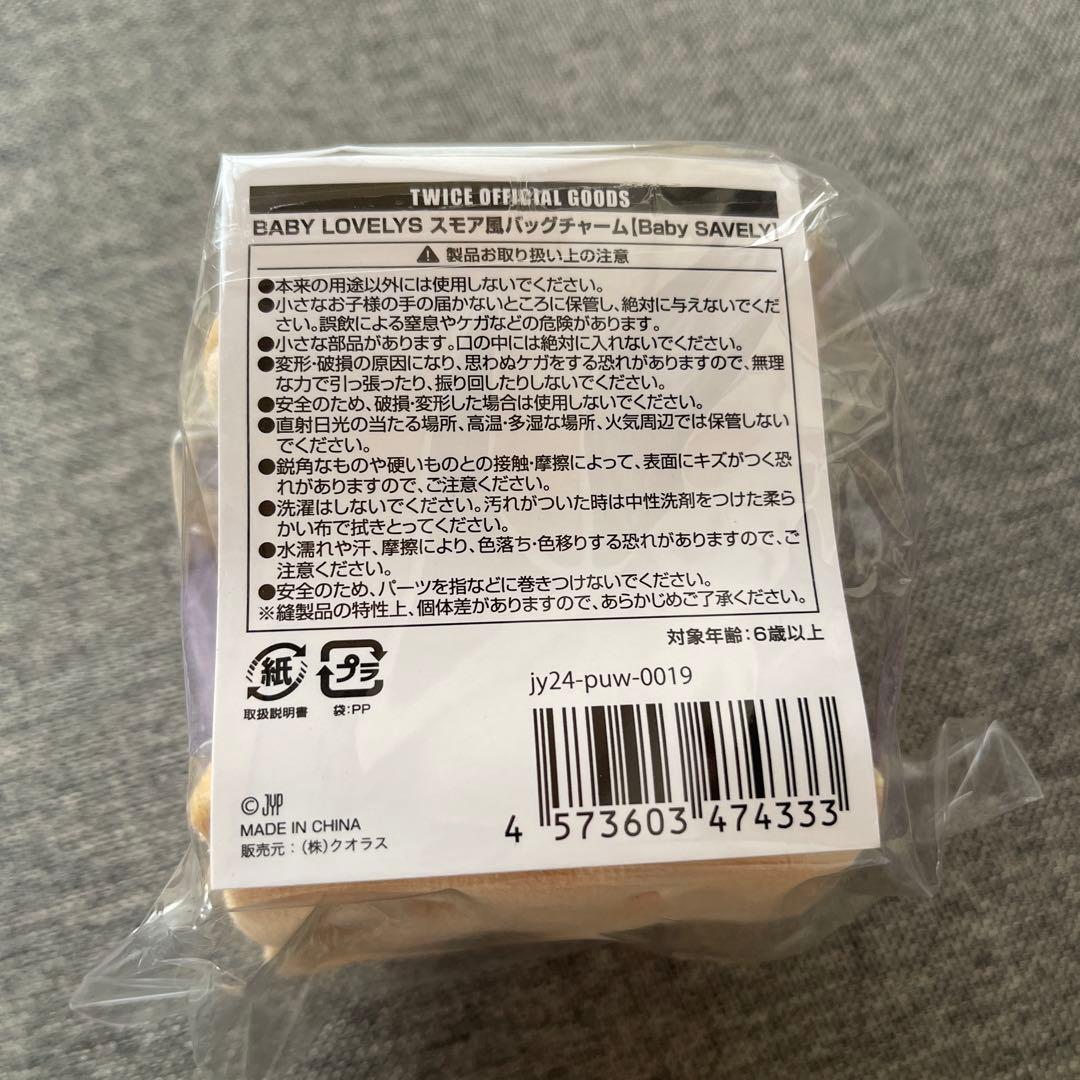 TWICE OFFICIAL GOODS
BABY LOVELYS スモア風バッグチャーム【Baby SAVELY】
製品お取り扱い上の注意
●本来の用途以外には使用しないでください。
●小さなお子様の手の届かないところに保管し、絶対に与えないでくだ
さい。誤飲による窒息やケガなどの危険があります。
●小さな部品があります。口の中には絶対に入れないでください。
●変形・破損の原因になり、思わぬケガをする恐れがありますので、無理
な力で引っ張ったり、振り回したりしないでください。
●安全のため、破損・変形した場合は使用しないでください。
●直射日光の当たる場所、高温・多湿な場所、火気周辺では保管しない
でください。
●鋭角なものや硬いものとの接触・摩擦によって、表面にキズがつく恐
れがありますので、ご注意ください。
●洗濯はしないでください。汚れがついた時は中性洗剤をつけた柔ら
かい布で拭きとってください。
●水濡れや汗、摩擦により、色落ち・色移りする恐れがありますので、ご
注意ください。
●安全のため、パーツを指などに巻きつけないでください。
※縫製品の特性上、個体差がありますので、あらかじめご了承ください。
対象年齢:6歳以上
紙 プラ
取扱説明書 袋:PP
jy24-puw-0019
4 573603 474333
© JYP
MADE IN CHINA
販売元:(株)クオラス